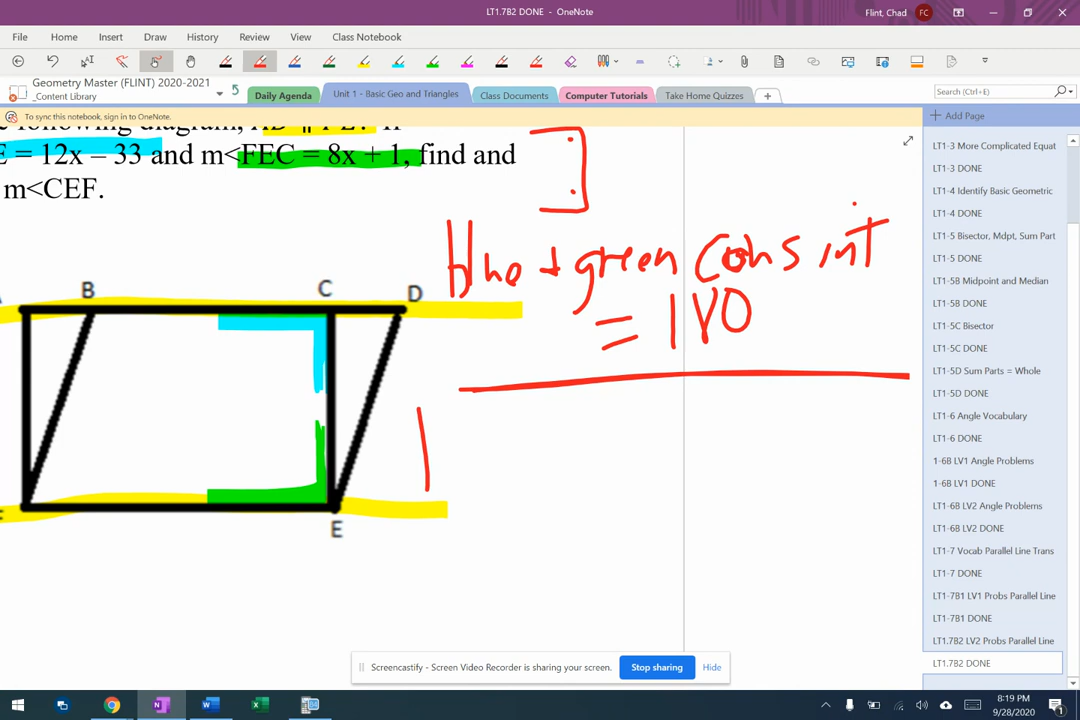 LT1.7B2 DONE - OneNote
Flint, Chad FC
File Home Insert Draw History Review View Class Notebook
Geometry Master (FLINT) 2020-2021
_Content Library
Daily Agenda Unit 1 - Basic Geo and Triangles Class Documents Computer Tutorials Take Home Quizzes
Search (Ctrl+E)
To sync this notebook, sign in to OneNote.
E = 12x – 33 and m<FEC = 8x + 1, find and
m<CEF.
Blue + green Cons int
= 180
B C D
E
Add Page
LT1-3 More Complicated Equat
LT1-3 DONE
LT1-4 Identify Basic Geometric
LT1-4 DONE
LT1-5 Bisector, Mdpt, Sum Part
LT1-5 DONE
LT1-5B Midpoint and Median
LT1-5B DONE
LT1-5C Bisector
LT1-5C DONE
LT1-5D Sum Parts = Whole
LT1-5D DONE
LT1-6 Angle Vocabulary
LT1-6 DONE
1-6B LV1 Angle Problems
1-6B LV1 DONE
LT1-6B LV2 Angle Problems
LT1-6B LV2 DONE
LT1-7 Vocab Parallel Line Trans
LT1-7 DONE
LT1-7B1 LV1 Probs Parallel Line
LT1-7B1 DONE
LT1.7B2 LV2 Probs Parallel Line
LT1.7B2 DONE
Screencastify - Screen Video Recorder is sharing your screen. Stop sharing Hide
8:19 PM
9/28/2020